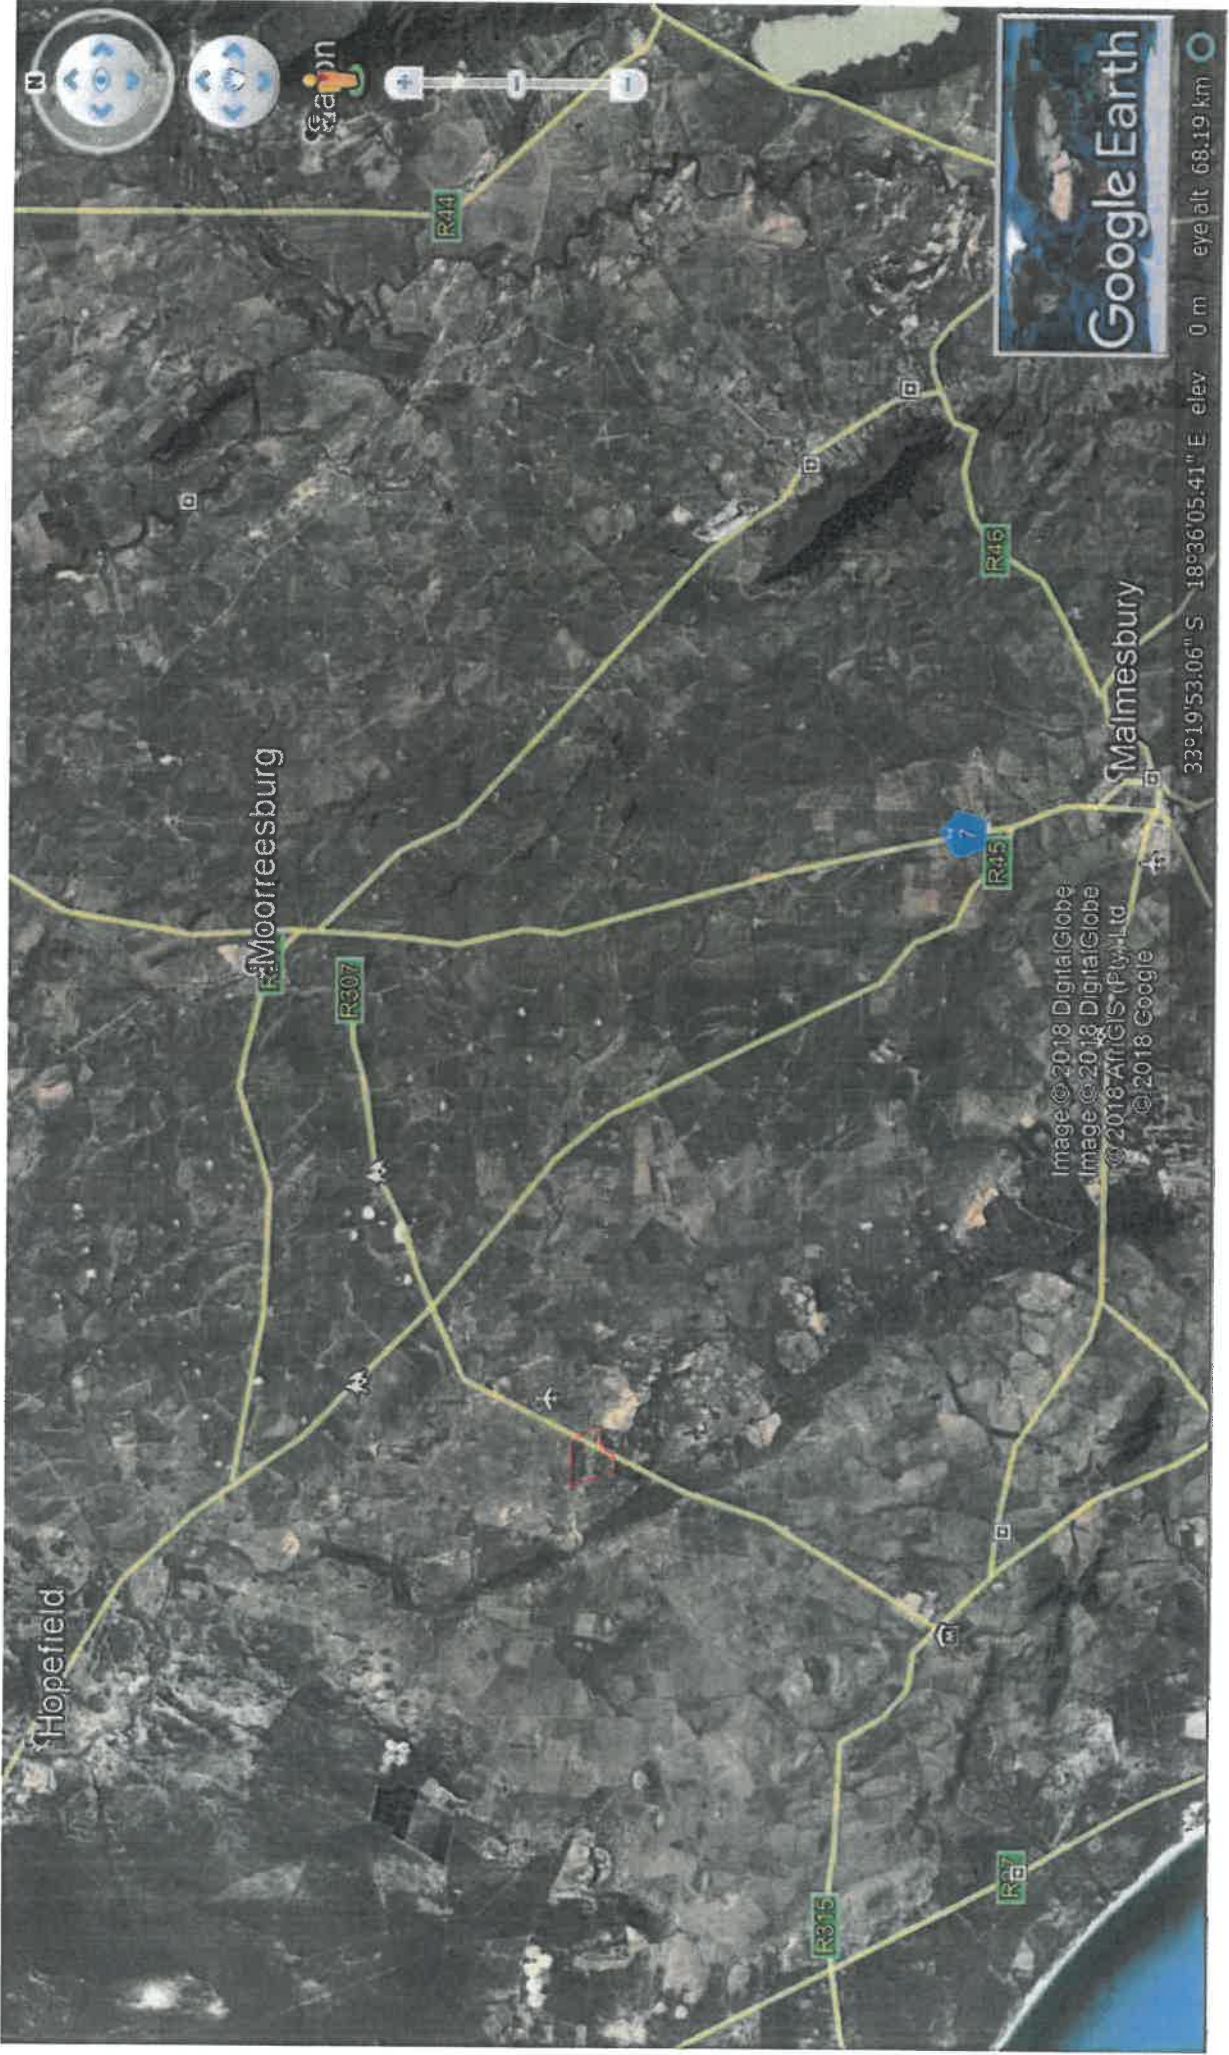 Hopefield
Moorreesburg
R307
R44
R45
7
R46
Malmesbury
R315
R27
M
N
Image © 2018 DigitalGlobe
Image © 2018 DigitalGlobe
© 2018 AfriGIS (Pty) Ltd.
© 2018 Google
Google Earth
33°19'53.06" S 18°36'05.41" E elev 0 m eye alt 68.19 km